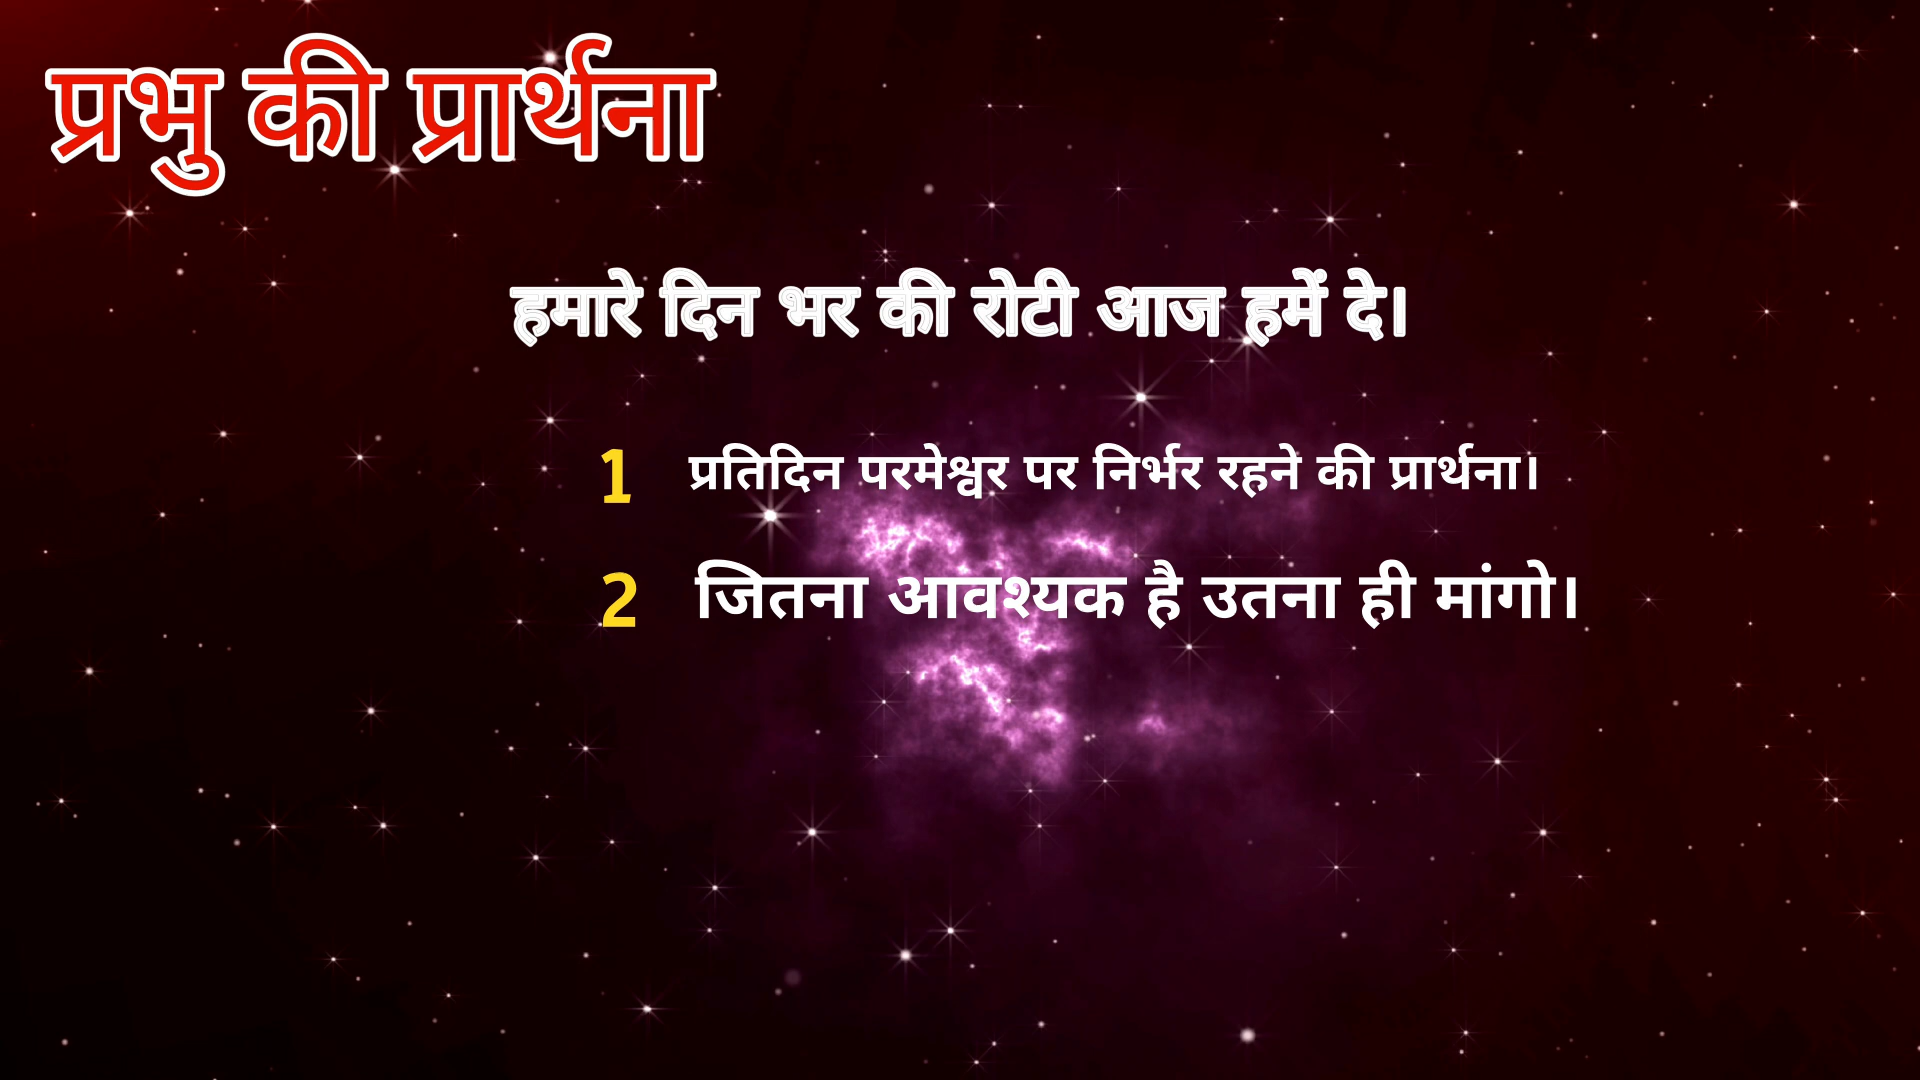 प्रभु की प्रार्थना
हमारे दिन भर की रोटी आज हमें दे।
1 प्रतिदिन परमेश्वर पर निर्भर रहने की प्रार्थना।
2 जितना आवश्यक है उतना ही मांगो।